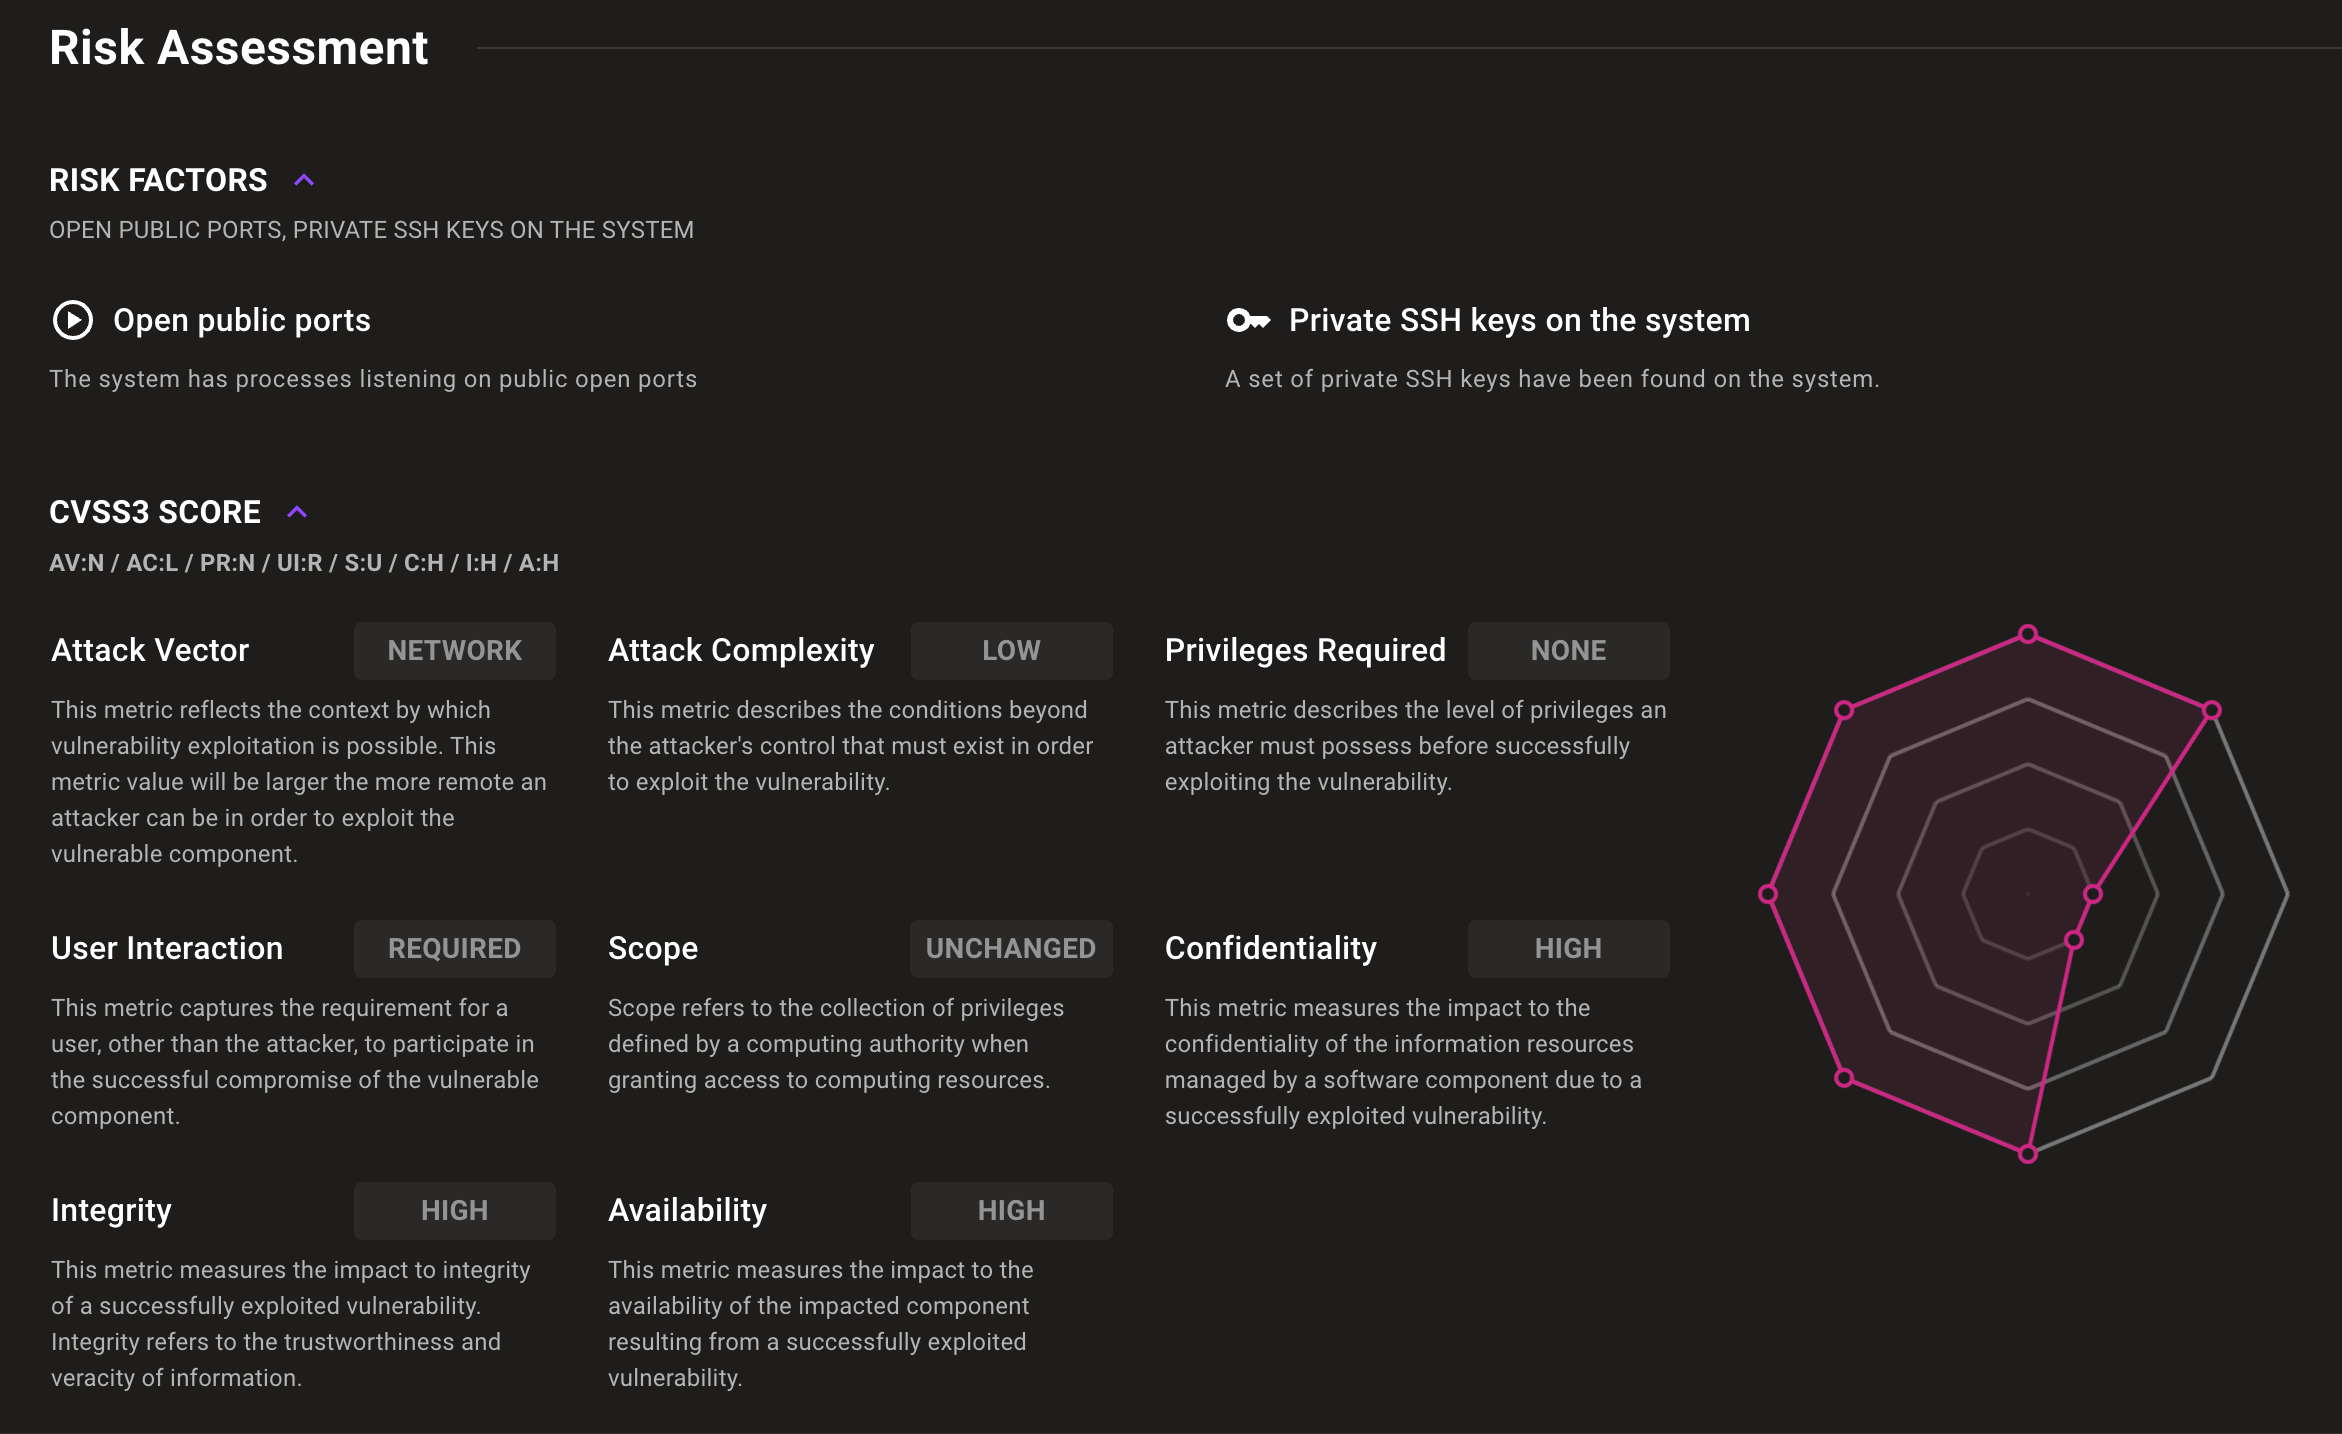 Risk Assessment
RISK FACTORS
OPEN PUBLIC PORTS, PRIVATE SSH KEYS ON THE SYSTEM
Open public ports
The system has processes listening on public open ports
Private SSH keys on the system
A set of private SSH keys have been found on the system.
CVSS3 SCORE
AV:N / AC:L / PR:N / UI:R / S:U / C:H / I:H / A:H
Attack Vector
NETWORK
This metric reflects the context by which
vulnerability exploitation is possible. This
metric value will be larger the more remote an
attacker can be in order to exploit the
vulnerable component.
Attack Complexity
LOW
This metric describes the conditions beyond
the attacker's control that must exist in order
to exploit the vulnerability.
Privileges Required
NONE
This metric describes the level of privileges an
attacker must possess before successfully
exploiting the vulnerability.
User Interaction
REQUIRED
This metric captures the requirement for a
user, other than the attacker, to participate in
the successful compromise of the vulnerable
component.
Scope
UNCHANGED
Scope refers to the collection of privileges
defined by a computing authority when
granting access to computing resources.
Confidentiality
HIGH
This metric measures the impact to the
confidentiality of the information resources
managed by a software component due to a
successfully exploited vulnerability.
Integrity
HIGH
This metric measures the impact to integrity
of a successfully exploited vulnerability.
Integrity refers to the trustworthiness and
veracity of information.
Availability
HIGH
This metric measures the impact to the
availability of the impacted component
resulting from a successfully exploited
vulnerability.